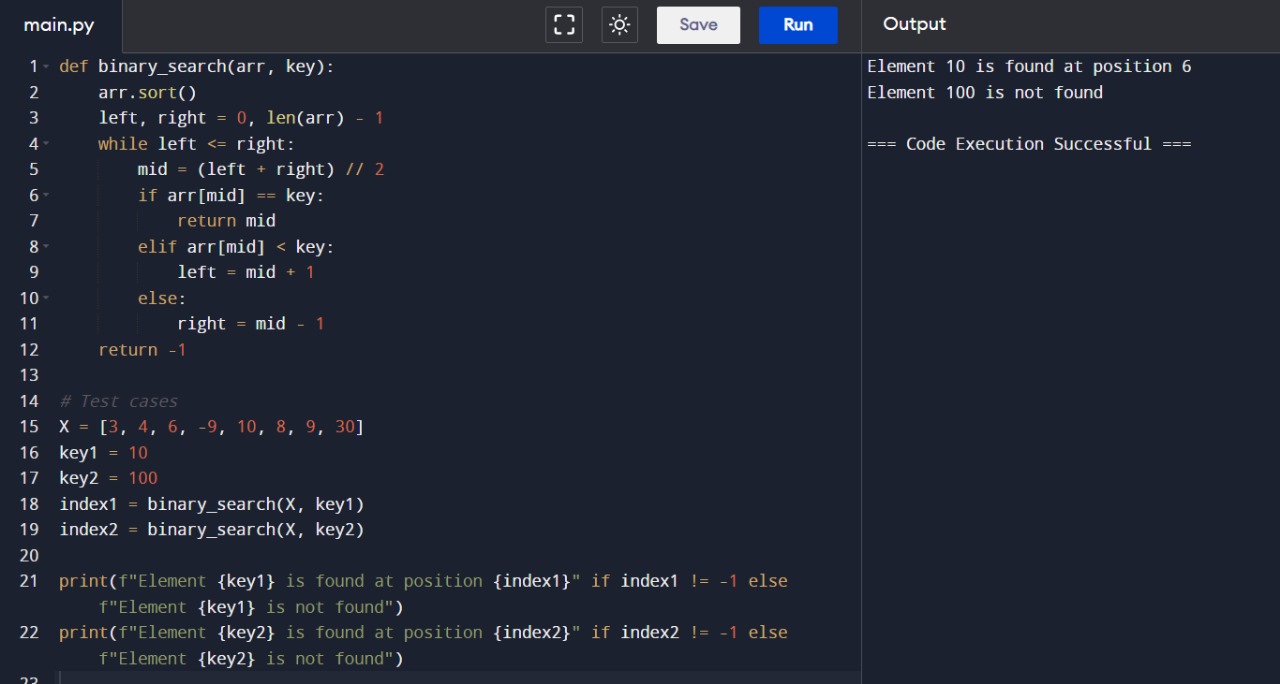 main.py
Save
Run
Output
1 def binary_search(arr, key):
2     arr.sort()
3     left, right = 0, len(arr) - 1
4     while left <= right:
5         mid = (left + right) // 2
6         if arr[mid] == key:
7             return mid
8         elif arr[mid] < key:
9             left = mid + 1
10         else:
11             right = mid - 1
12     return -1
13
14 # Test cases
15 X = [3, 4, 6, -9, 10, 8, 9, 30]
16 key1 = 10
17 key2 = 100
18 index1 = binary_search(X, key1)
19 index2 = binary_search(X, key2)
20
21 print(f"Element {key1} is found at position {index1}" if index1 != -1 else
    f"Element {key1} is not found")
22 print(f"Element {key2} is found at position {index2}" if index2 != -1 else
    f"Element {key2} is not found")
23
Element 10 is found at position 6
Element 100 is not found
=== Code Execution Successful ===